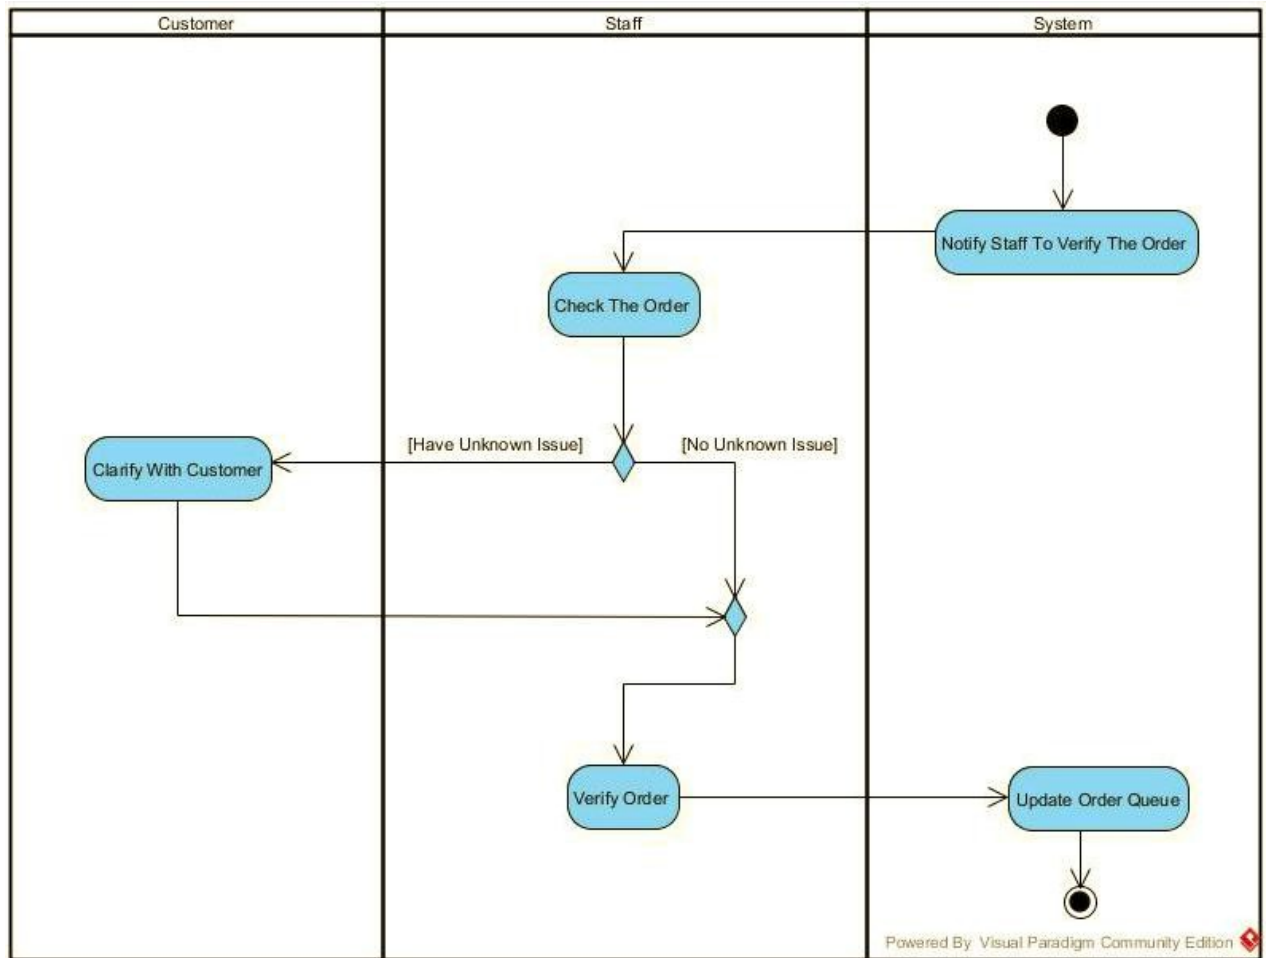 Customer
Staff
System
Notify Staff To Verify The Order
Check The Order
[Have Unknown Issue]
[No Unknown Issue]
Clarify With Customer
Verify Order
Update Order Queue
Powered By Visual Paradigm Community Edition